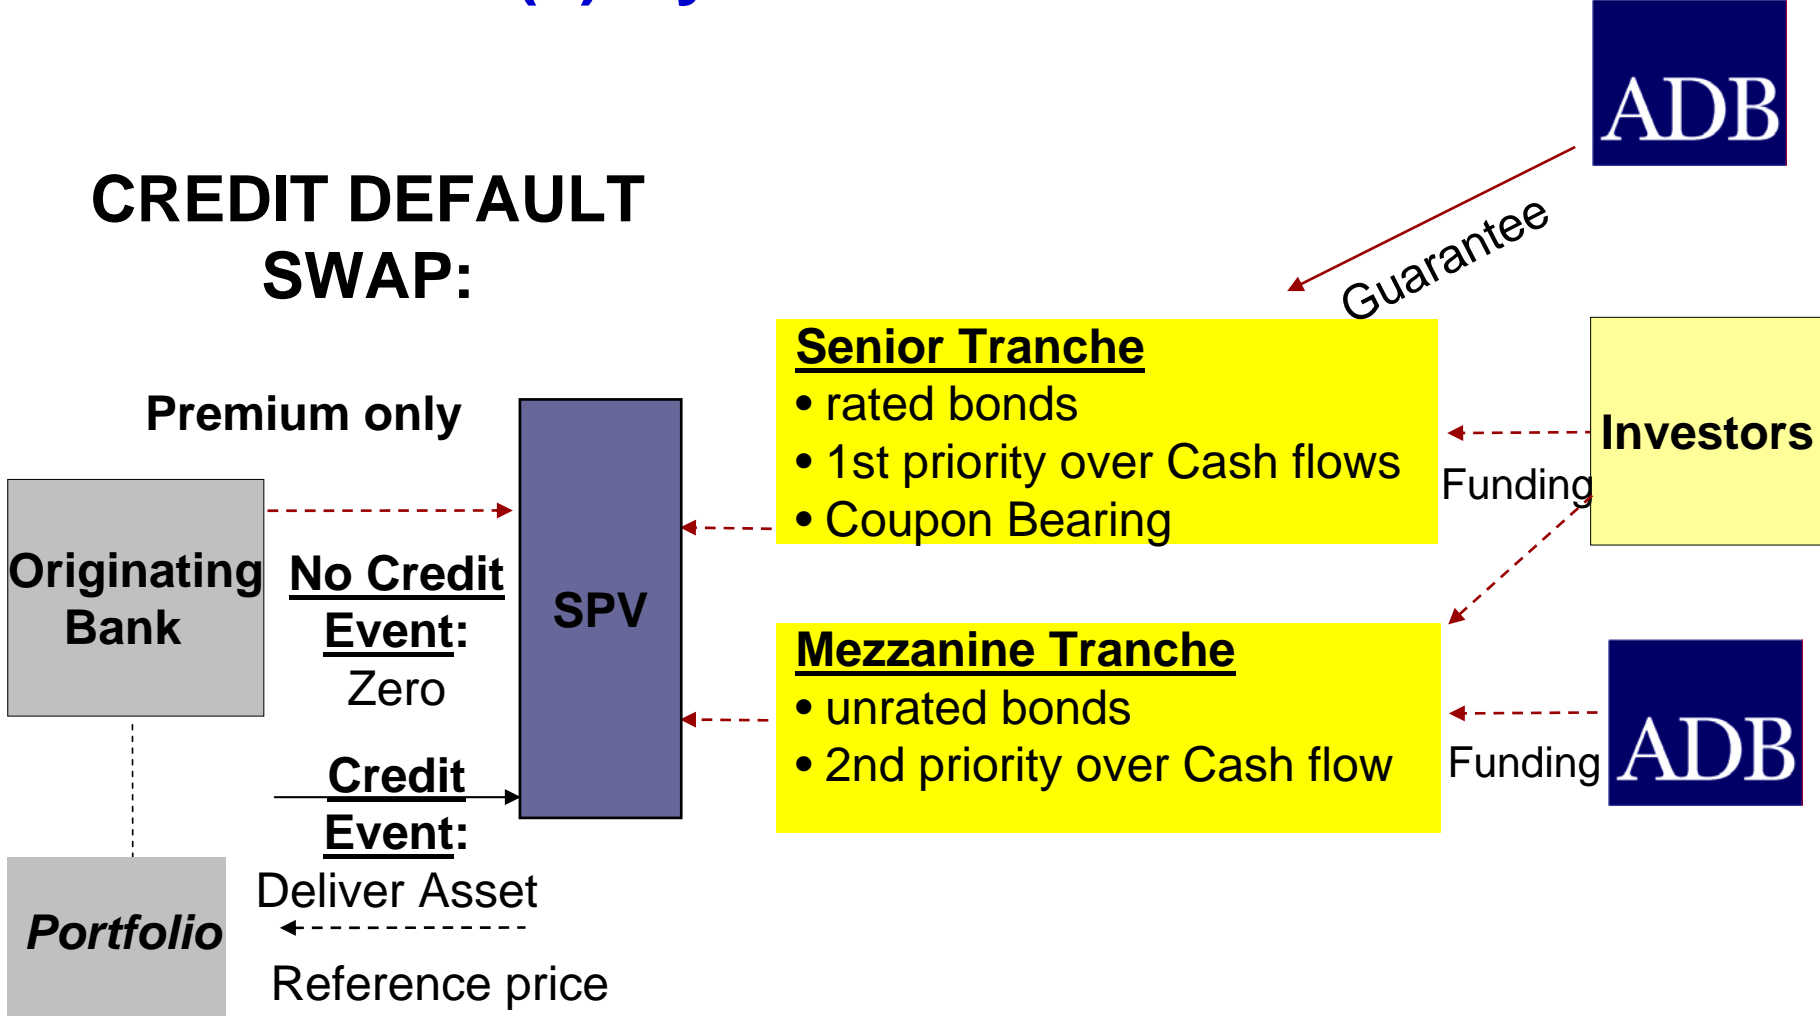 ADB
CREDIT DEFAULT
SWAP:
Guarantee
Senior Tranche
• rated bonds
• 1st priority over Cash flows
• Coupon Bearing
Premium only
Investors
Funding
Originating
Bank
No Credit
Event:
Zero
SPV
Mezzanine Tranche
• unrated bonds
• 2nd priority over Cash flow
Funding
ADB
Credit
Event:
Deliver Asset
Portfolio
Reference price